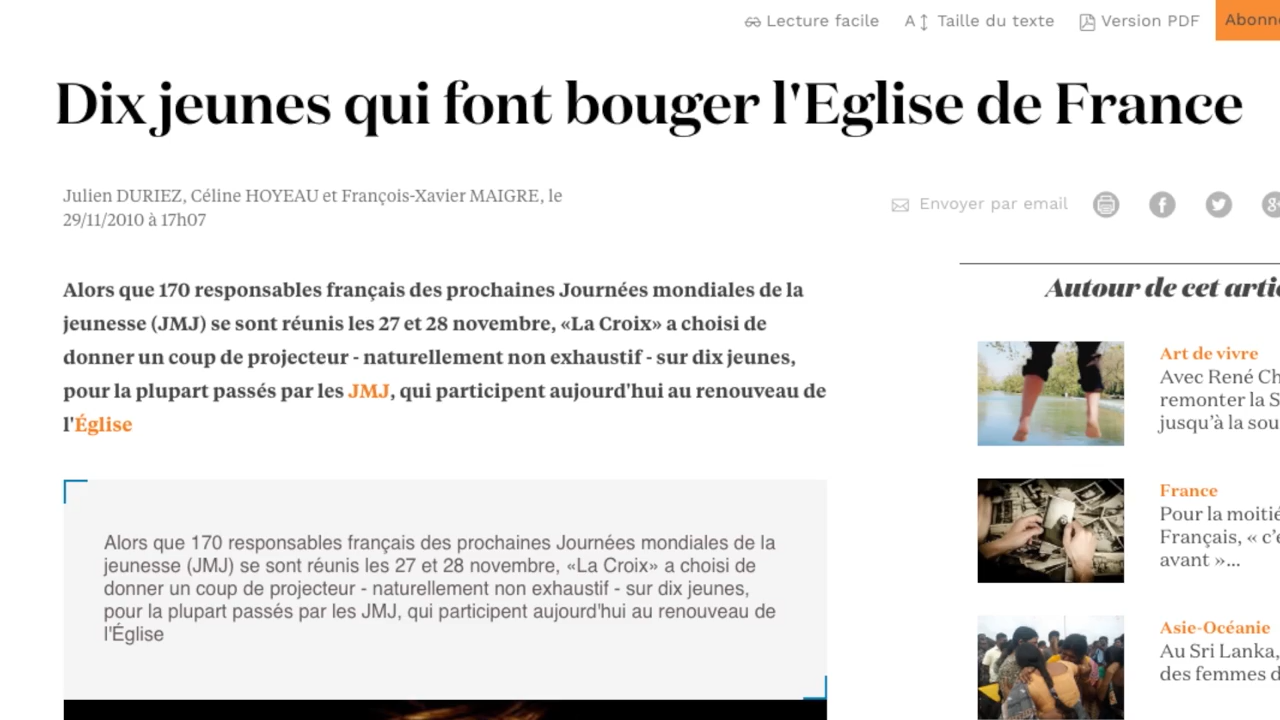 Lecture facile
A Taille du texte
Version PDF
Dix jeunes qui font bouger l'Eglise de France
Julien DURIEZ, Céline HOYEAU et François-Xavier MAIGRE, le
29/11/2010 à 17h07
Envoyer par email
Alors que 170 responsables français des prochaines Journées mondiales de la
jeunesse (JMJ) se sont réunis les 27 et 28 novembre, «La Croix» a choisi de
donner un coup de projecteur - naturellement non exhaustif - sur dix jeunes,
pour la plupart passés par les JMJ, qui participent aujourd'hui au renouveau de
l'Église
Alors que 170 responsables français des prochaines Journées mondiales de la
jeunesse (JMJ) se sont réunis les 27 et 28 novembre, «La Croix» a choisi de
donner un coup de projecteur - naturellement non exhaustif - sur dix jeunes,
pour la plupart passés par les JMJ, qui participent aujourd'hui au renouveau de
l'Église
Autour de cet
Art de vivre
Avec René
remonter la
jusqu'à la
France
Pour la
Français, «
avant »...
Asie-Océanie
Au Sri Lanka,
des femmes